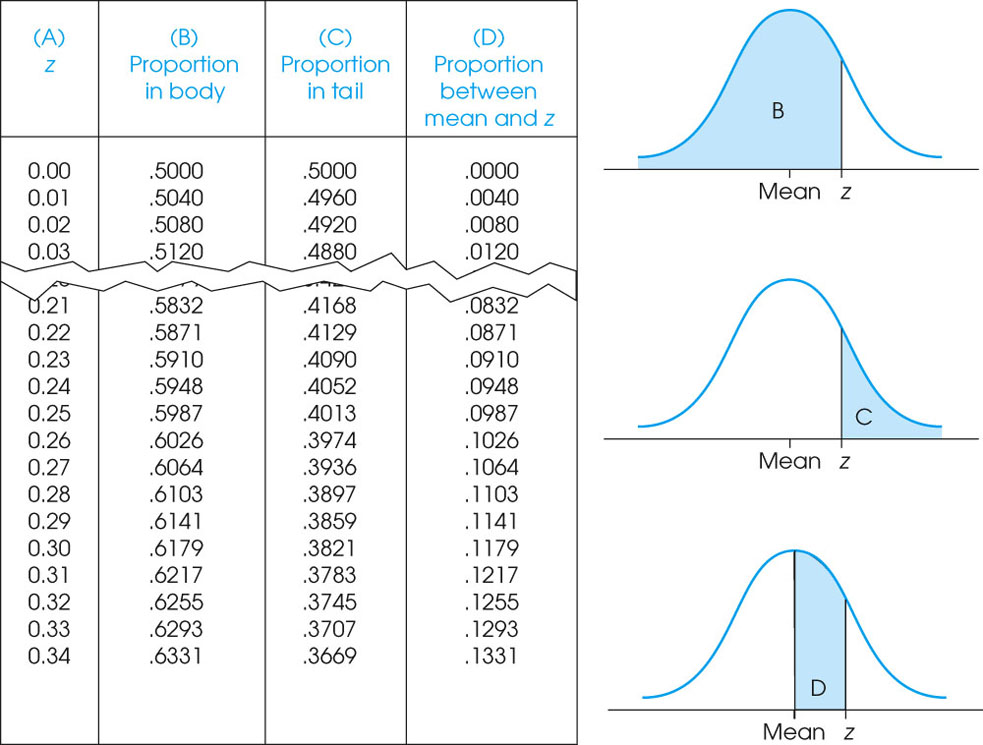 (A) (B) (C) (D)
z Proportion Proportion Proportion
in body in tail between
mean and z
0.00 .5000 .5000 .0000
0.01 .5040 .4960 .0040
0.02 .5080 .4920 .0080
0.03 .5120 .4880 .0120
0.21 .5832 .4168 .0832
0.22 .5871 .4129 .0871
0.23 .5910 .4090 .0910
0.24 .5948 .4052 .0948
0.25 .5987 .4013 .0987
0.26 .6026 .3974 .1026
0.27 .6064 .3936 .1064
0.28 .6103 .3897 .1103
0.29 .6141 .3859 .1141
0.30 .6179 .3821 .1179
0.31 .6217 .3783 .1217
0.32 .6255 .3745 .1255
0.33 .6293 .3707 .1293
0.34 .6331 .3669 .1331
B
Mean z
C
Mean z
D
Mean z